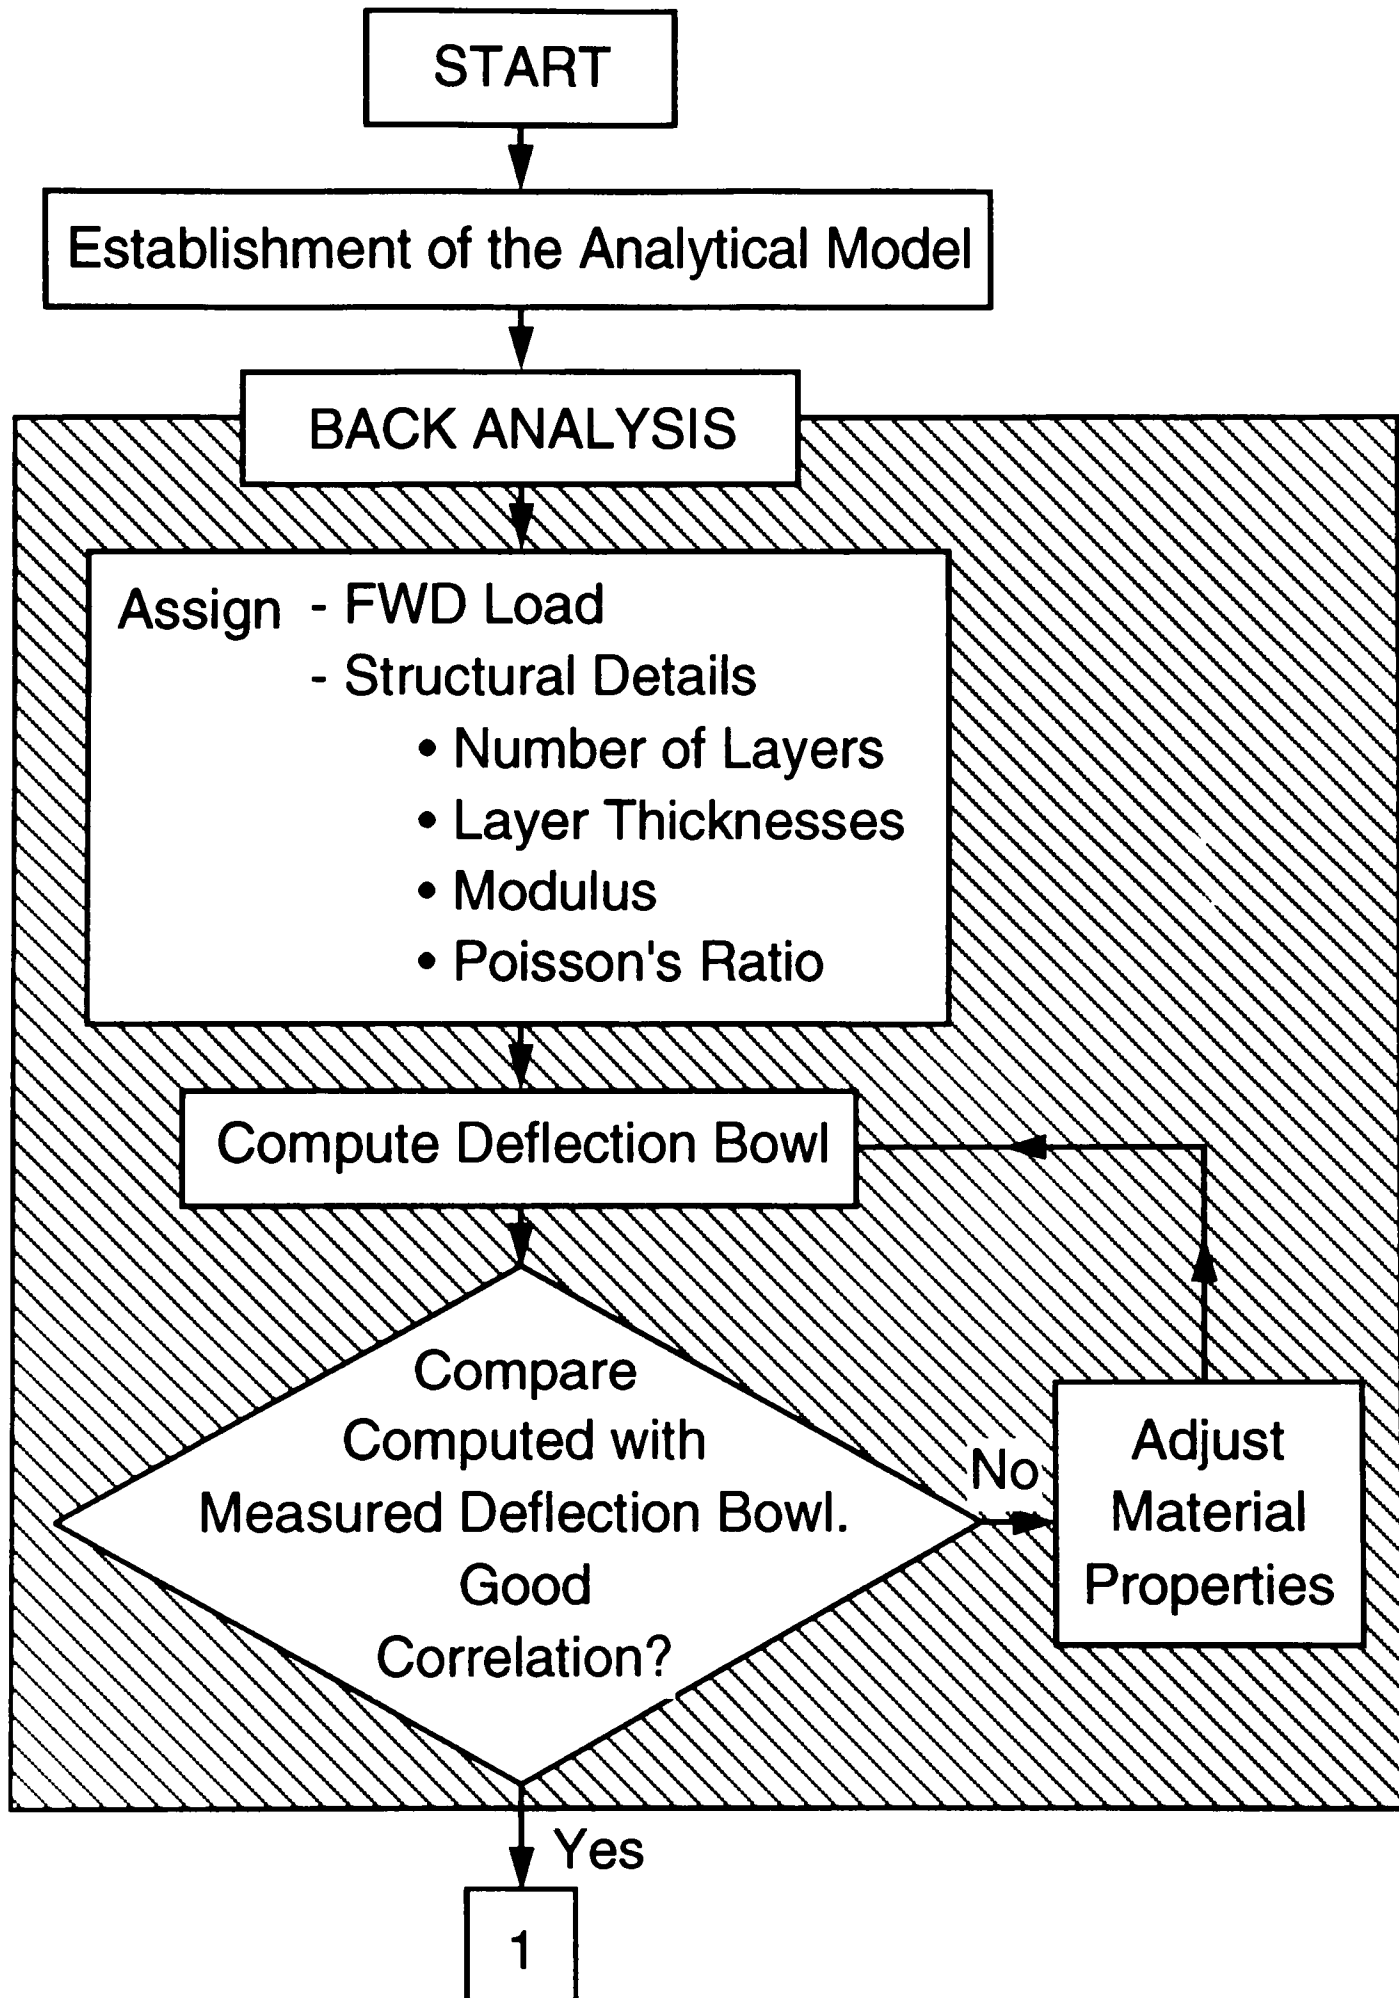 START
Establishment of the Analytical Model
BACK ANALYSIS
Assign - FWD Load
- Structural Details
• Number of Layers
• Layer Thicknesses
• Modulus
• Poisson's Ratio
Compute Deflection Bowl
Compare
Computed with
Measured Deflection Bowl.
Good
Correlation?
No
Adjust
Material
Properties
Yes
1